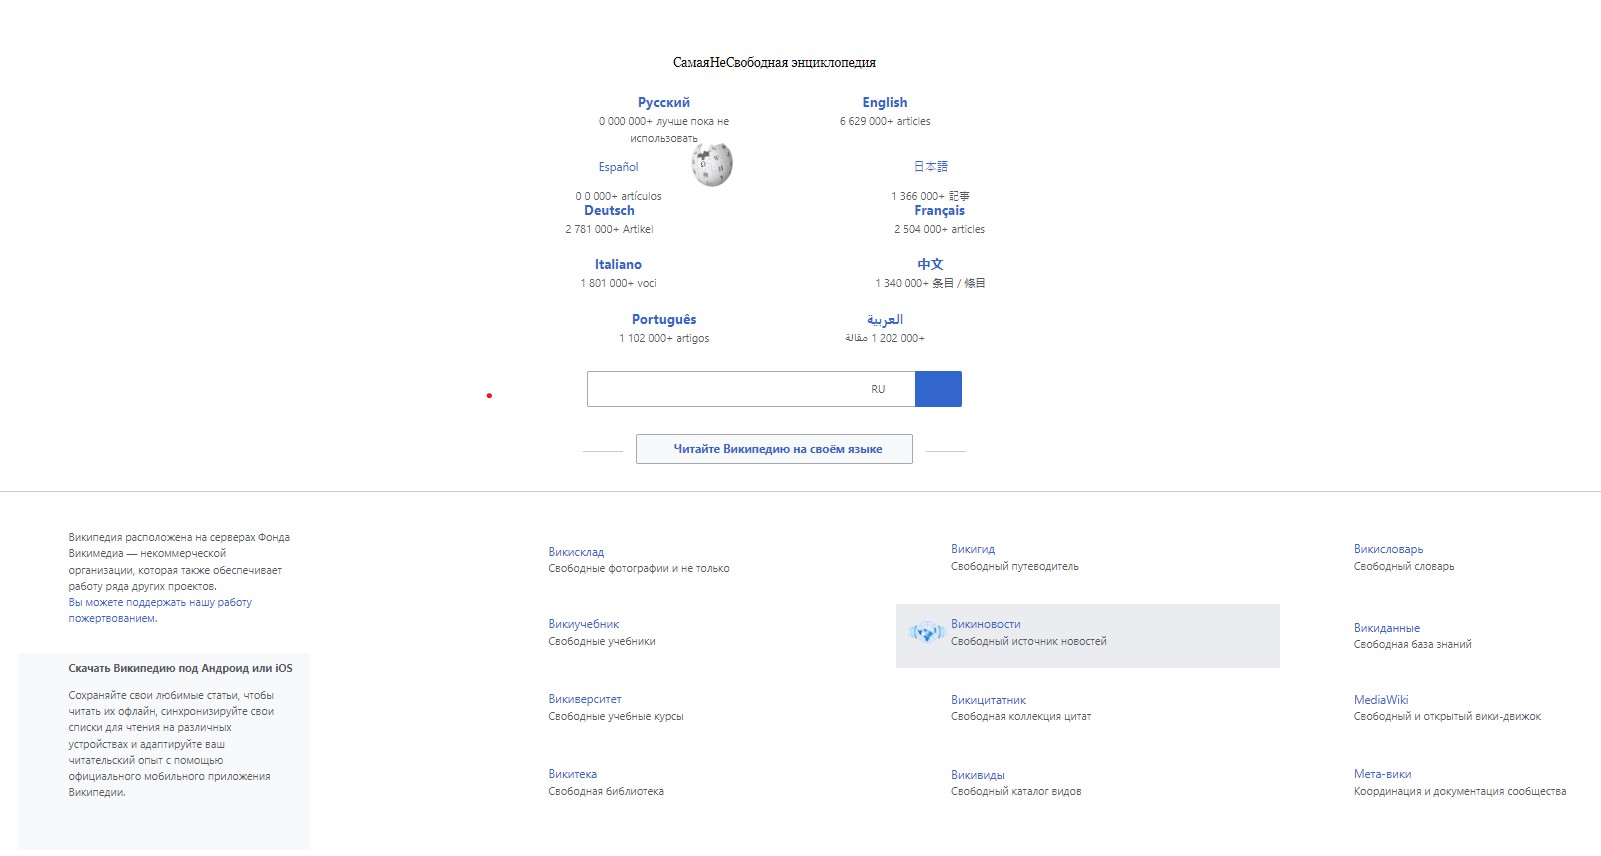 СамаяНеСвободная энциклопедия
Русский
0 000 000+ лучше пока не
использовать
English
6 629 000+ articles
Español
0 0 000+ artículos
日本語
1 366 000+ 記事
Deutsch
2 781 000+ Artikel
Français
2 504 000+ articles
Italiano
1 801 000+ voci
中文
1 340 000+ 条目 / 條目
Português
1 102 000+ artigos
العربية
1 202 000+ مقالة
RU
Читайте Википедию на своём языке
Википедия расположена на серверах Фонда
Викимедиа — некоммерческой
организации, которая также обеспечивает
работу ряда других проектов.
Вы можете поддержать нашу работу
пожертвованием.
Скачать Википедию под Андроид или iOS
Сохраняйте свои любимые статьи, чтобы
читать их офлайн, синхронизируйте свои
списки для чтения на различных
устройствах и адаптируйте ваш
читательский опыт с помощью
официального мобильного приложения
Википедии.
Викисклад
Свободные фотографии и не только
Викигид
Свободный путеводитель
Викисловарь
Свободный словарь
Викиучебник
Свободные учебники
Викиновости
Свободный источник новостей
Викиданные
Свободная база знаний
Викиверситет
Свободные учебные курсы
Викицитатник
Свободная коллекция цитат
MediaWiki
Свободный и открытый вики-движок
Викитека
Свободная библиотека
Викивиды
Свободный каталог видов
Мета-вики
Координация и документация сообщества